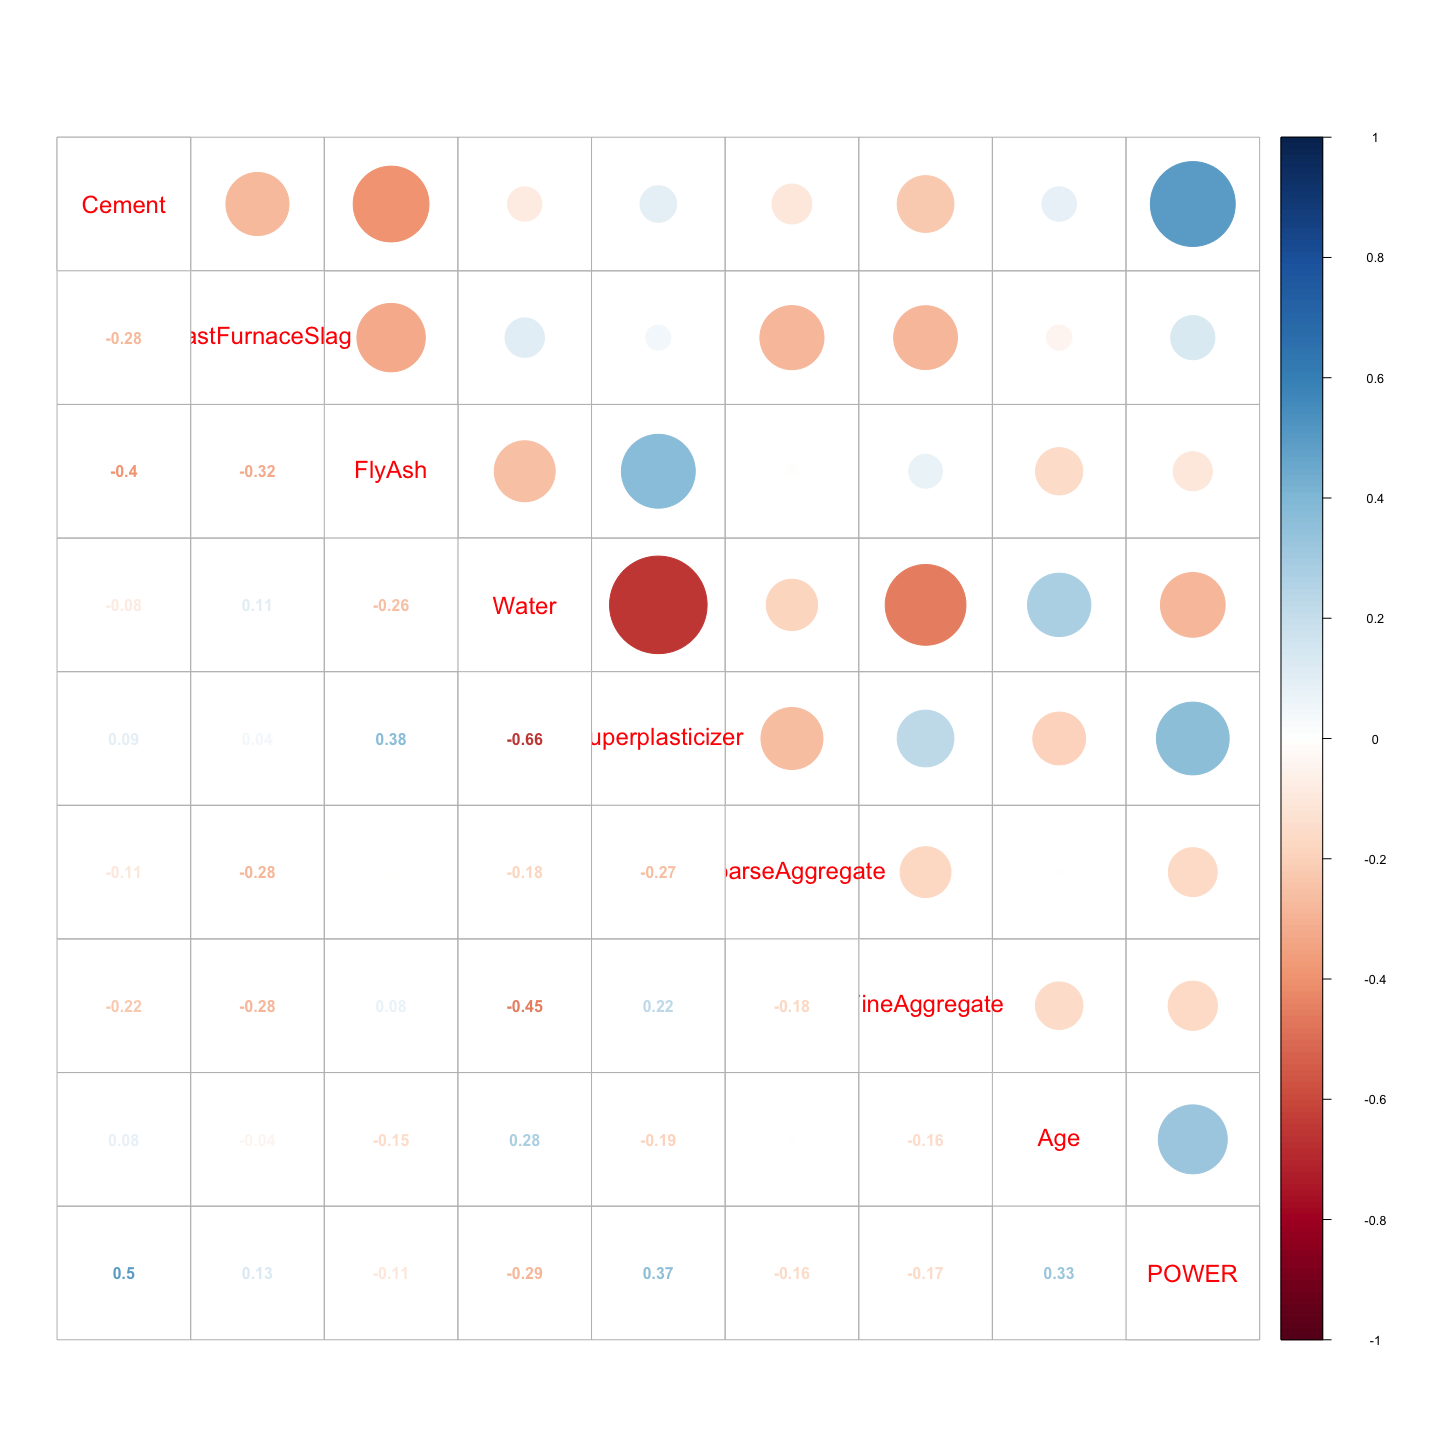 1
Cement
0.8
-0.28 astFurnaceSlag
0.6
-0.4 -0.32 FlyAsh
0.4
-0.08 0.11 -0.26 Water
0.2
0.09 0.04 0.38 -0.66 uperplasticizer
0
-0.11 -0.28 -0.18 -0.27 arseAggregate
-0.2
-0.22 -0.28 0.08 -0.45 0.22 -0.18 ineAggregate
-0.4
0.08 -0.04 -0.15 0.28 -0.19 -0.16 Age
-0.6
-0.8
0.5 0.13 -0.11 -0.29 0.37 -0.16 -0.17 0.33 POWER
-1